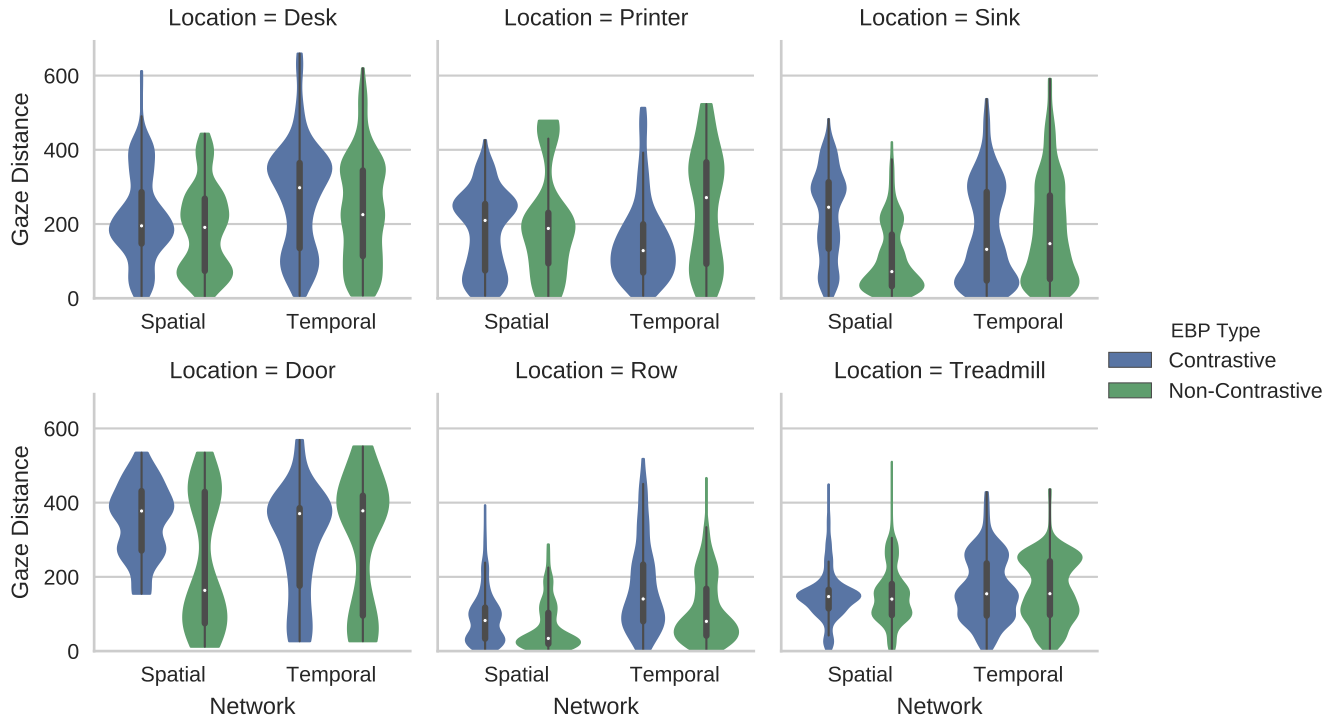 Location = Desk
Location = Printer
Location = Sink
Gaze Distance
600
400
200
0
Spatial
Temporal
Spatial
Temporal
Spatial
Temporal
EBP Type
Contrastive
Non-Contrastive
Location = Door
Location = Row
Location = Treadmill
Gaze Distance
600
400
200
0
Spatial
Temporal
Spatial
Temporal
Spatial
Temporal
Network
Network
Network